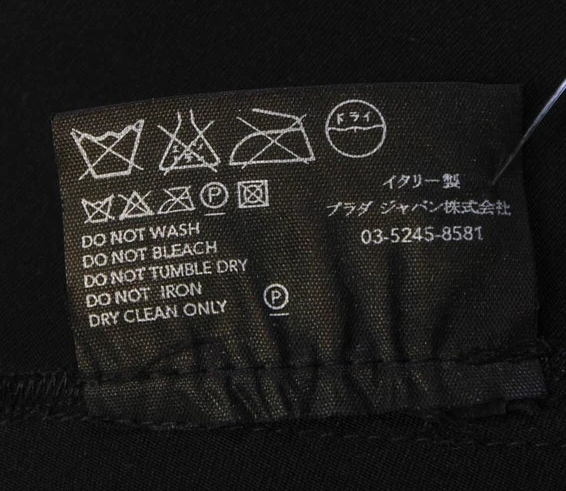 ドライ
イタリー製
プラダ ジャパン株式会社
03-5245-8581
P
DO NOT WASH
DO NOT BLEACH
DO NOT TUMBLE DRY
DO NOT IRON
DRY CLEAN ONLY P